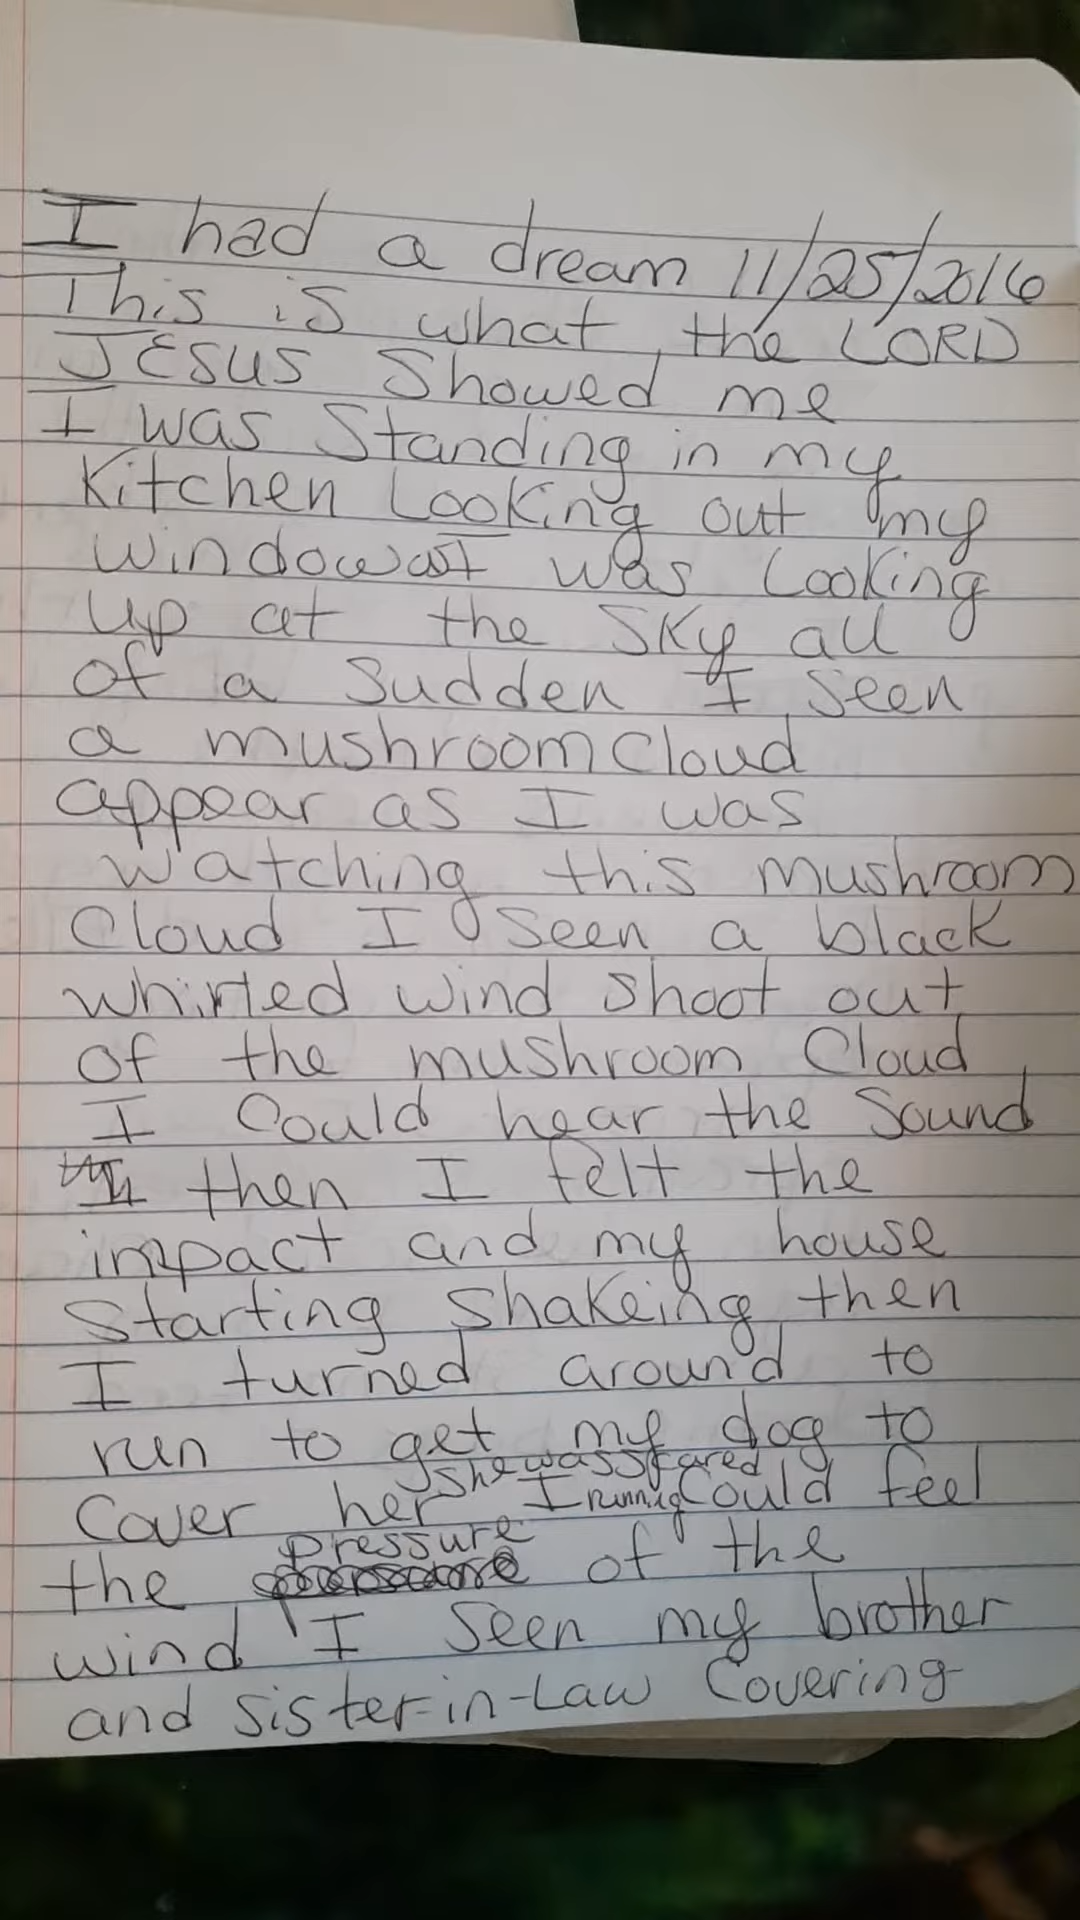 I had a dream 11/25/2016
This is what the LORD
JESUS Showed me
I was Standing in my
Kitchen Looking out my
window as I was Looking
up at the Sky all
of a Sudden I seen
a mushroom Cloud
appear as I was
watching this mushroom
Cloud I seen a black
whirled wind shoot out
of the mushroom Cloud
I Could hear the Sound
then I felt the
impact and my house
Starting Shakeing then
I turned around to
run to get my dog to
she was scared running
Cover her I Could feel
pressure
the of the
wind I seen my brother
and sister-in-Law Covering